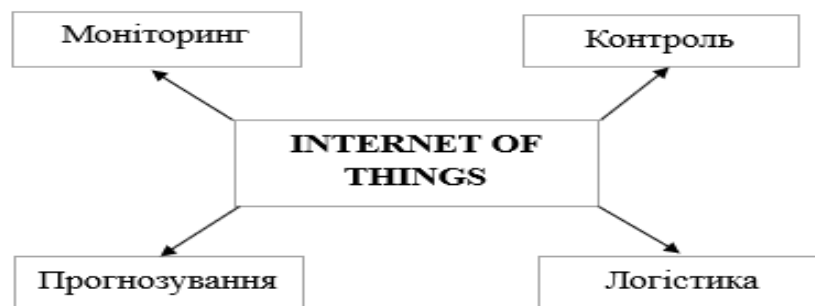 Моніторинг
Контроль
INTERNET OF
THINGS
Прогнозування
Логістика